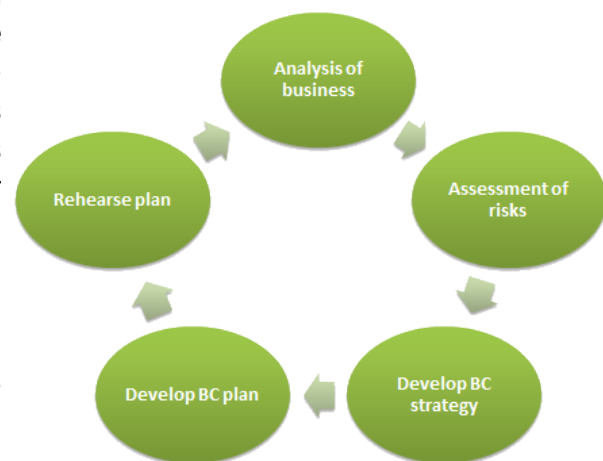 Analysis of
business
Assessment of
risks
Develop BC
strategy
Develop BC plan
Rehearse plan